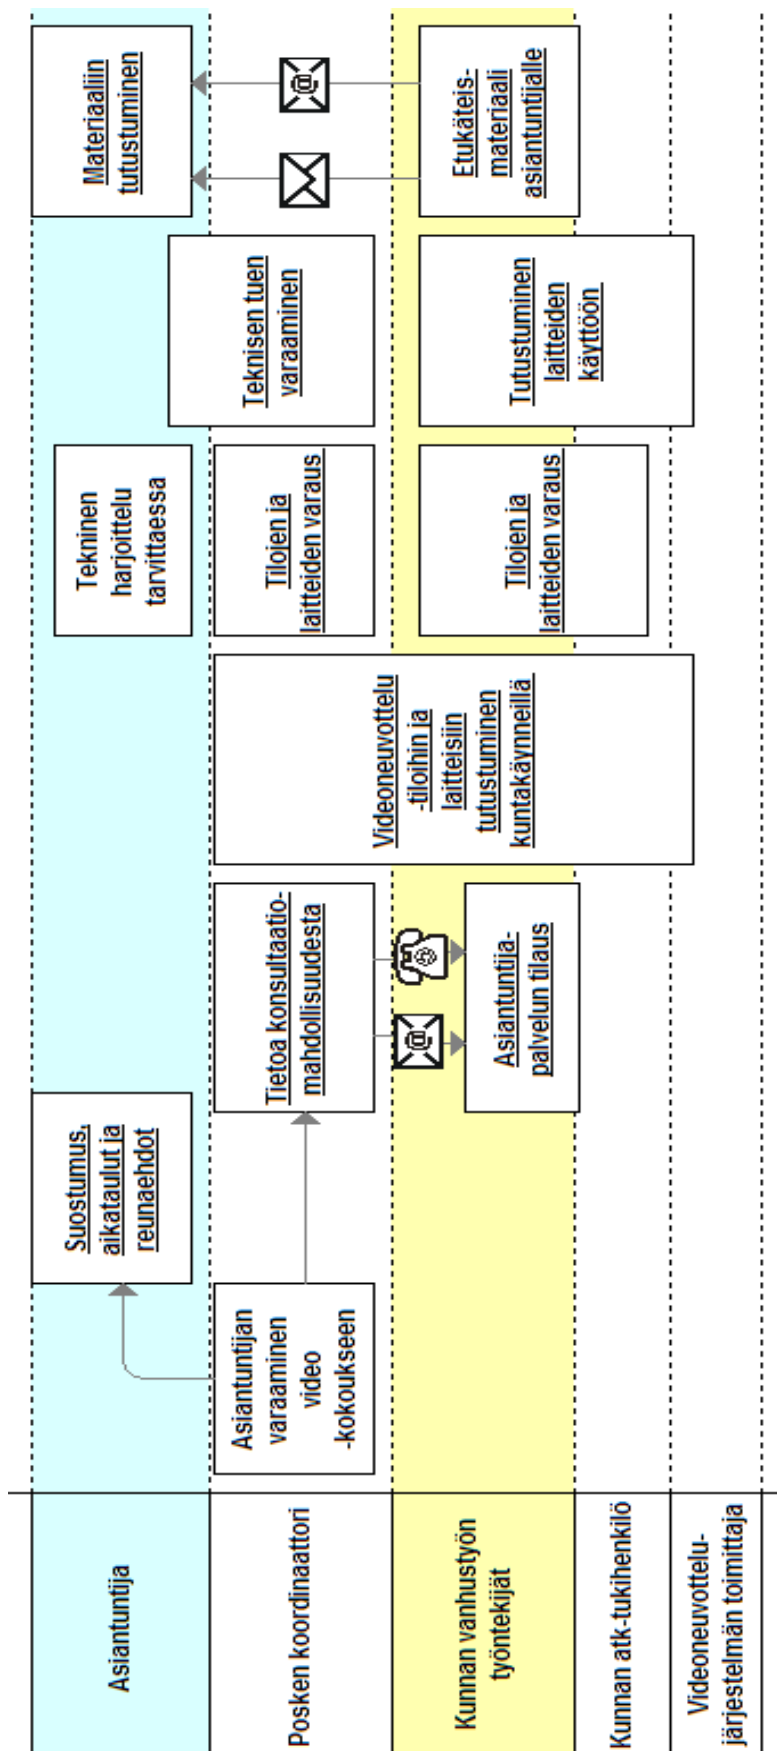 Asiantuntija
Suostumus,
aikataulut ja
reunaehdot
Tekninen
harjoittelu
tarvittaessa
Materiaaliin
tutustuminen
Posken koordinaattori
Asiantuntijan
varaaminen
video
-kokoukseen
Tietoa konsultaatio-
mahdollisuudesta
Videoneuvottelu
-tiloihin ja
laitteisiin
tutustuminen
kuntakäynneillä
Tilojen ja
laitteiden varaus
Teknisen tuen
varaaminen
Kunnan vanhustyön
työntekijät
@
Asiantuntija-
palvelun tilaus
Tilojen ja
laitteiden varaus
Tutustuminen
laitteiden
käyttöön
@
Etukäteis-
materiaali
asiantuntijalle
Kunnan atk-tukihenkilö
Videoneuvottelu-
järjestelmän toimittaja